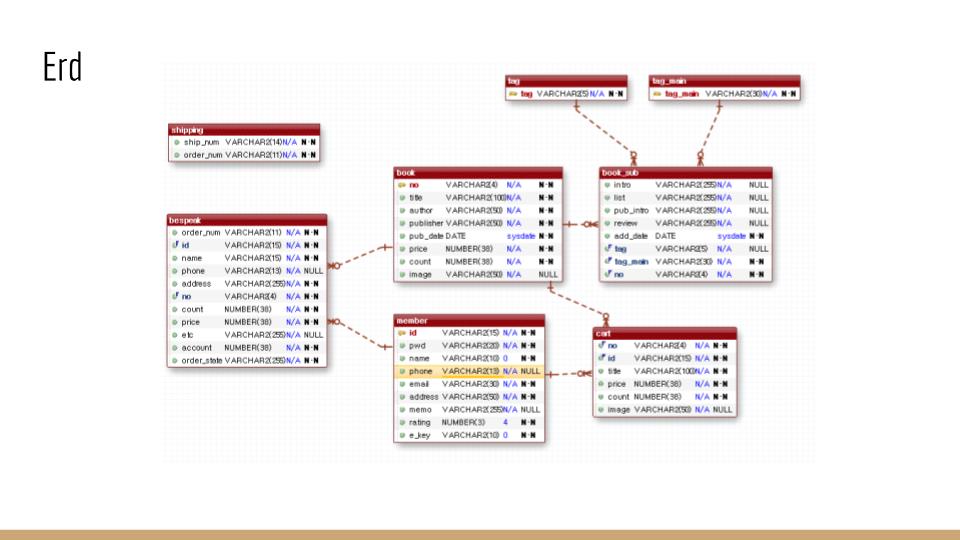 Erd
tag
tag VARCHAR2(5) N/A N-N
tag_main
tag_main VARCHAR2(30) N/A N-N
shipping
ship_num VARCHAR2(14) N/A N-N
order_num VARCHAR2(11) N/A N-N
book
no VARCHAR2(4) N/A N-N
title VARCHAR2(100) N/A N-N
author VARCHAR2(50) N/A N-N
publisher VARCHAR2(50) N/A N-N
pub_date DATE sysdate N-N
price NUMBER(38) N/A N-N
count NUMBER(38) N/A N-N
image VARCHAR2(50) N/A NULL
book_sub
intro VARCHAR2(255) N/A NULL
list VARCHAR2(255) N/A NULL
pub_intro VARCHAR2(255) N/A NULL
review VARCHAR2(255) N/A NULL
add_date DATE sysdate N-N
tag VARCHAR2(5) N/A NULL
tag_main VARCHAR2(30) N/A NULL
no VARCHAR2(4) N/A NULL
bespeak
order_num VARCHAR2(11) N/A N-N
id VARCHAR2(15) N/A N-N
name VARCHAR2(15) N/A N-N
phone VARCHAR2(13) N/A NULL
address VARCHAR2(255) N/A N-N
no VARCHAR2(4) N/A N-N
count NUMBER(38) N/A N-N
price NUMBER(38) N/A N-N
etc VARCHAR2(255) N/A NULL
account NUMBER(38) N/A N-N
order_state VARCHAR2(255) N/A N-N
member
id VARCHAR2(15) N/A N-N
pwd VARCHAR2(20) N/A N-N
name VARCHAR2(10) 0 N-N
phone VARCHAR2(13) N/A NULL
email VARCHAR2(30) N/A N-N
address VARCHAR2(50) N/A N-N
memo VARCHAR2(255) N/A NULL
rating NUMBER(3) 4 N-N
e_key VARCHAR2(10) 0 N-N
cart
no VARCHAR2(4) N/A N-N
id VARCHAR2(15) N/A N-N
title VARCHAR2(100) N/A N-N
price NUMBER(38) N/A N-N
count NUMBER(38) N/A N-N
image VARCHAR2(50) N/A NULL